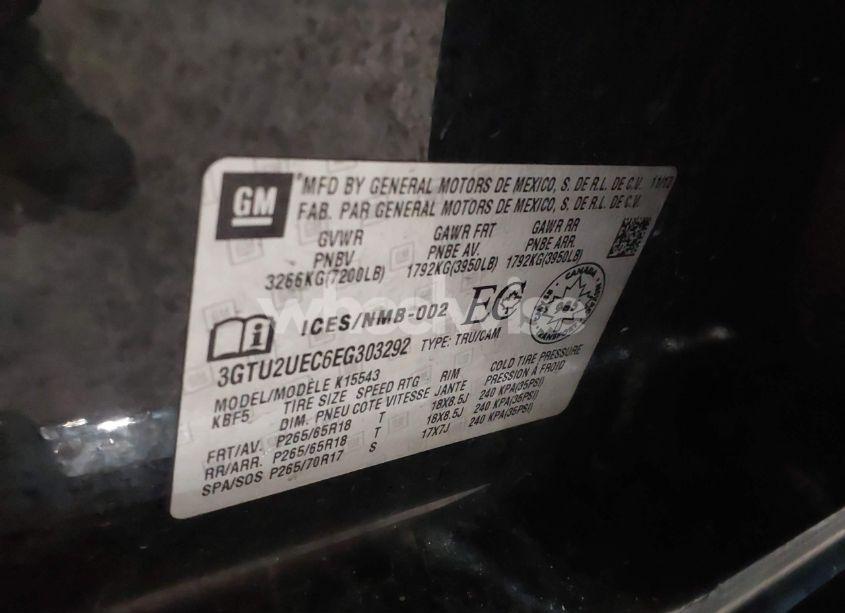 GM
MFD BY GENERAL MOTORS DE MEXICO, S. DE R.L. DE C.V.
FAB. PAR GENERAL MOTORS DE MEXICO, S. DE R.L. DE C.V.
GVWR GAWR FRT GAWR RR
PNBV PNBE AV. PNBE ARR.
3266KG(7200LB) 1792KG(3950LB) 1792KG(3950LB)
wheelwise
ICES/NMB-002 EG CANADA
3GTU2UEC6EG303292 TYPE: TRU/CAM
MODEL/MODÈLE K15543
KBF5 TIRE SIZE SPEED RTG RIM COLD TIRE PRESSURE
DIM. PNEU COTE VITESSE JANTE PRESSION A FROID
FRT/AV. P265/65R18 T 18X8.5J 240 KPA(35PSI)
RR/ARR. P265/65R18 T 18X8.5J 240 KPA(35PSI)
SPA/SOS P265/70R17 S 17X7J 240 KPA(35PSI)